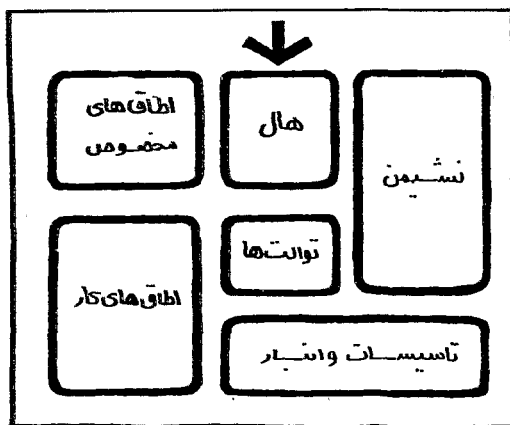 اطاق‌های
مخصوص
هال
نشیمن
توالت‌ها
اطاق‌های کار
تاسیسات و انبار